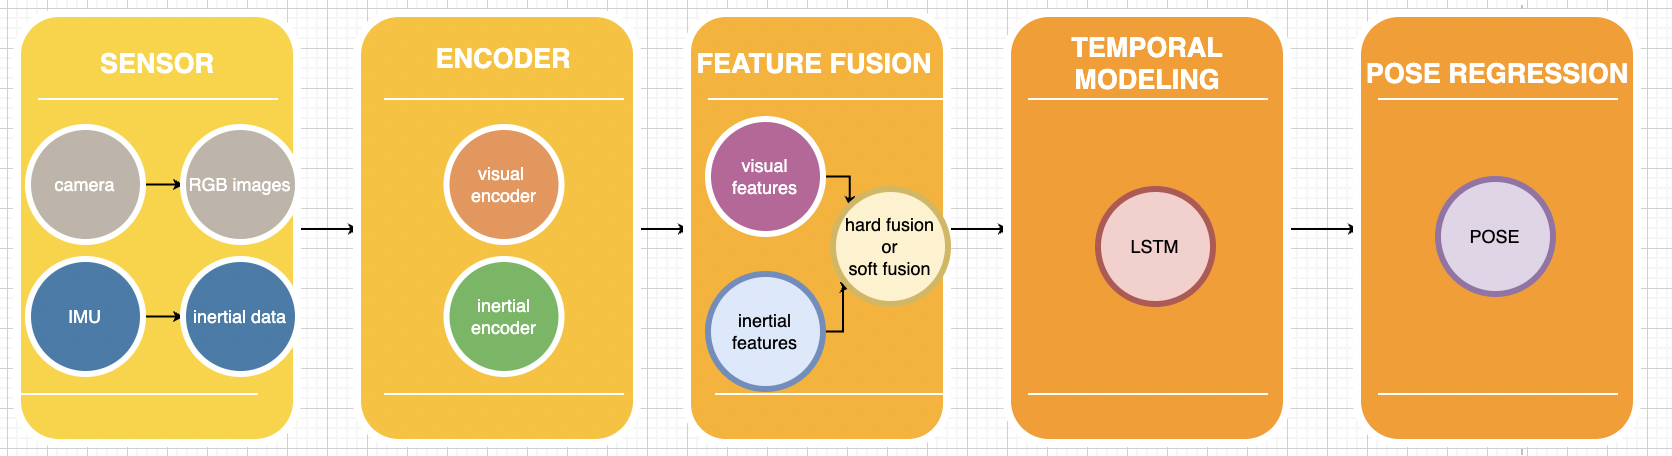 SENSOR
camera
RGB images
IMU
inertial data
ENCODER
visual
encoder
inertial
encoder
FEATURE FUSION
visual
features
hard fusion
or
soft fusion
inertial
features
TEMPORAL
MODELING
LSTM
POSE REGRESSION
POSE